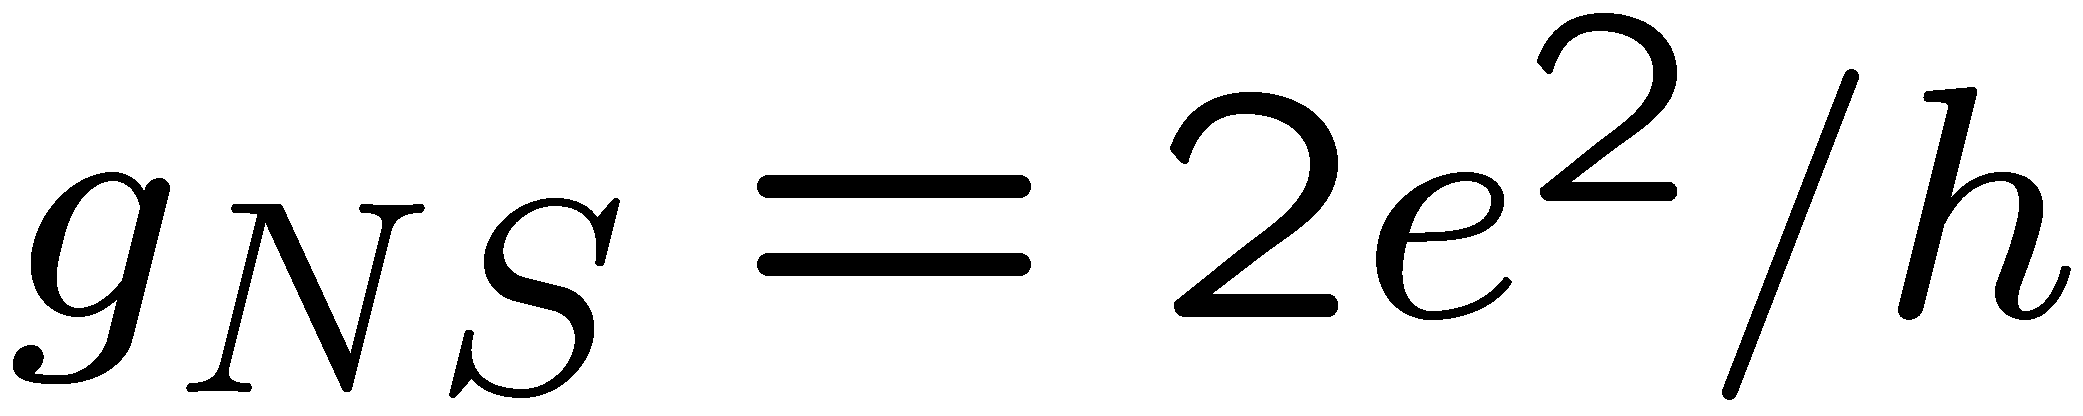 g_{NS} = 2e^2/h